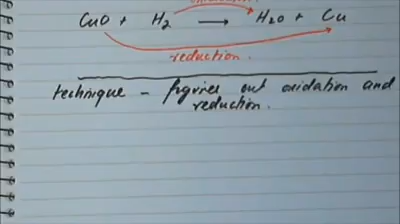 CuO + H2 → H2O + Cu
reduction.
technique - figures out oxidation and
reduction.